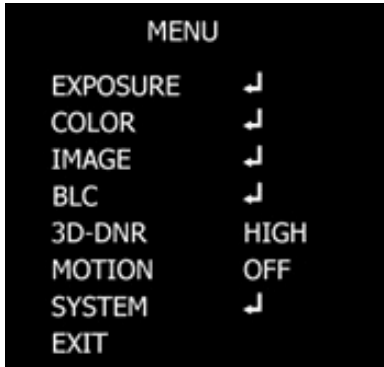 MENU
EXPOSURE ↲
COLOR ↲
IMAGE ↲
BLC ↲
3D-DNR HIGH
MOTION OFF
SYSTEM ↲
EXIT